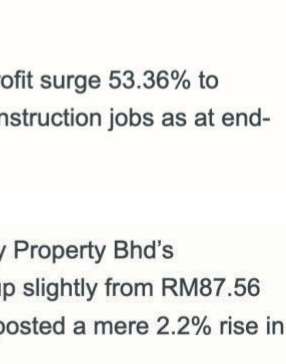 ofit surge 53.36% to
nstruction jobs as at end-
y Property Bhd's
up slightly from RM87.56
posted a mere 2.2% rise in